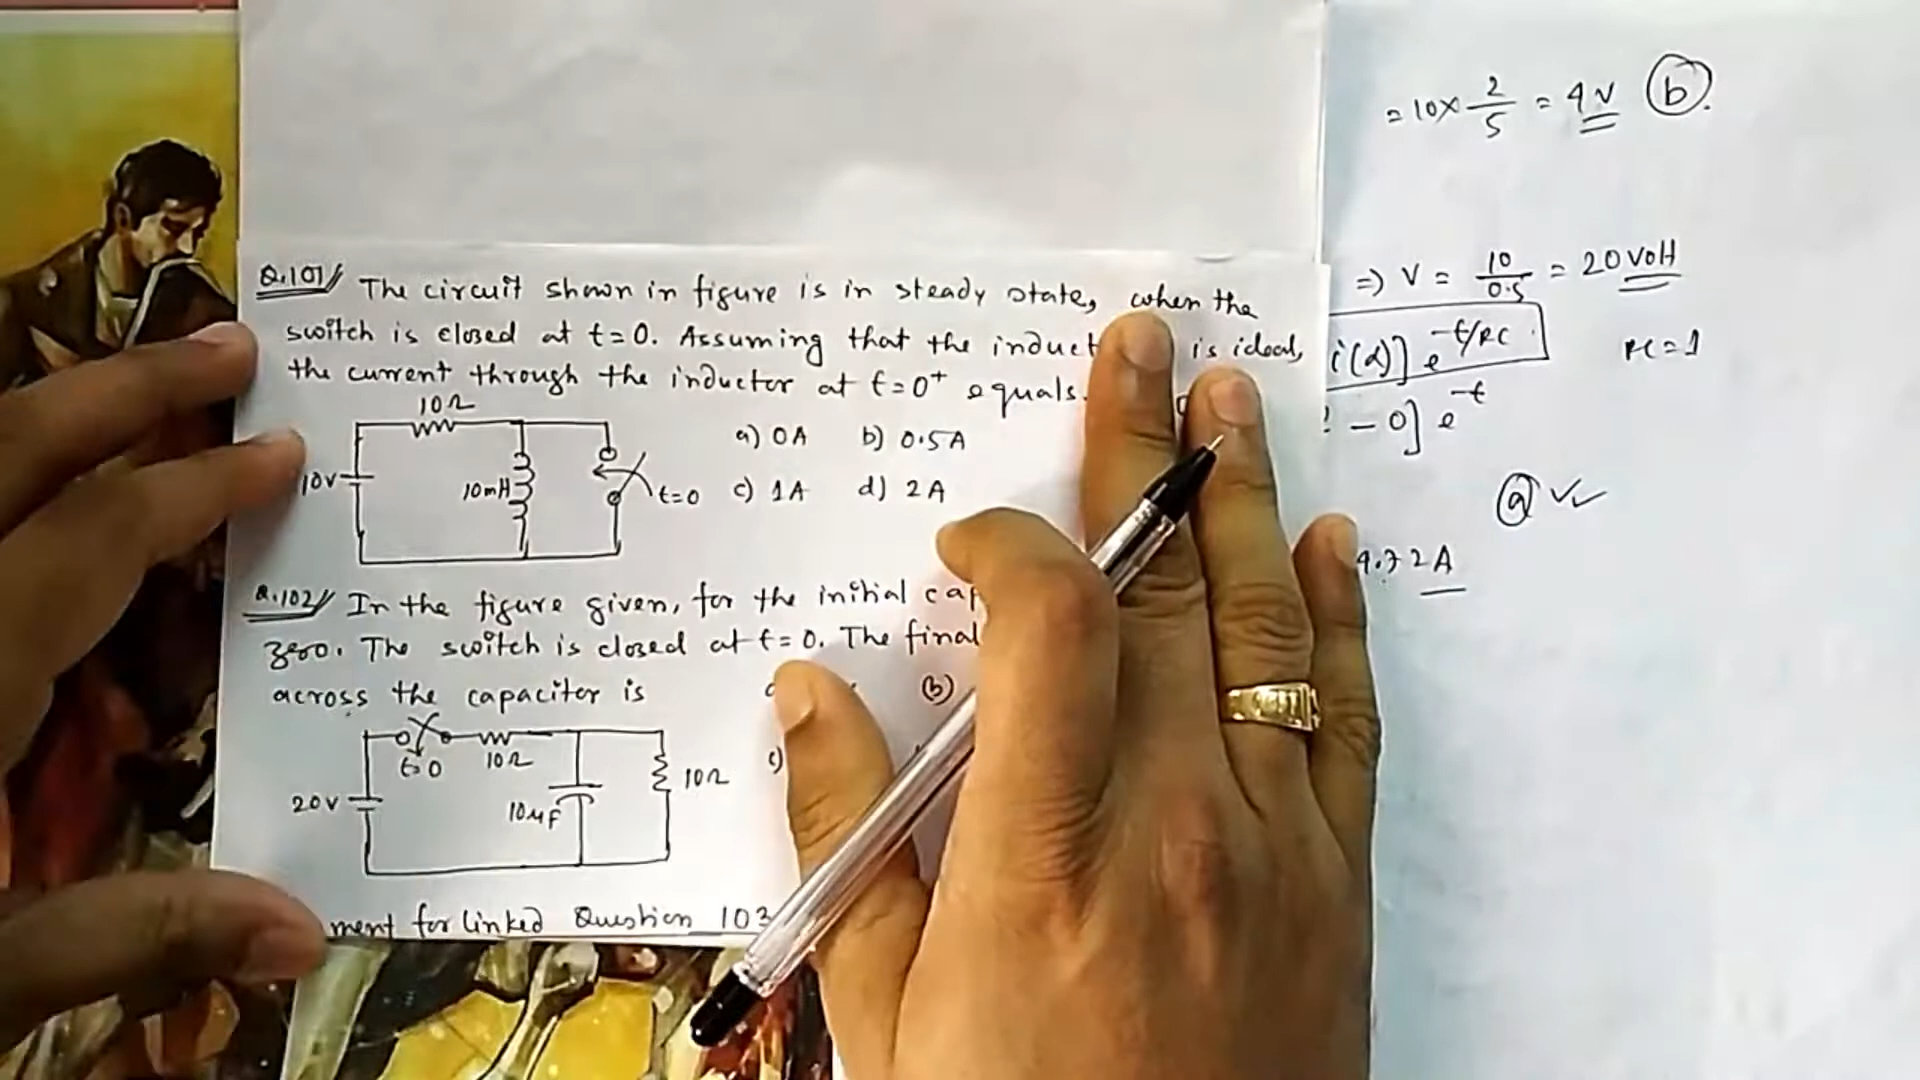 = 10 × 2/5 = 4V (b).
Q.101 The circuit shown in figure is in steady state, when the
switch is closed at t=0. Assuming that the induct is ideal,
the current through the inductor at t=0⁺ equals.
10Ω
10V
10mH
t=0
a) 0A b) 0.5A
c) 1A d) 2A
Q.102 In the figure given, for the initial cap
zero. The switch is closed at t=0. The final
across the capacitor is
(b)
c)
t=0
10Ω
20V
10μF
10Ω
ment for linked Question 103
=> V = 10/0.5 = 20 Volt
i(α)] e^-t/RC
RC=1
- 0] e^-t
(a) ✓✓
4.72A